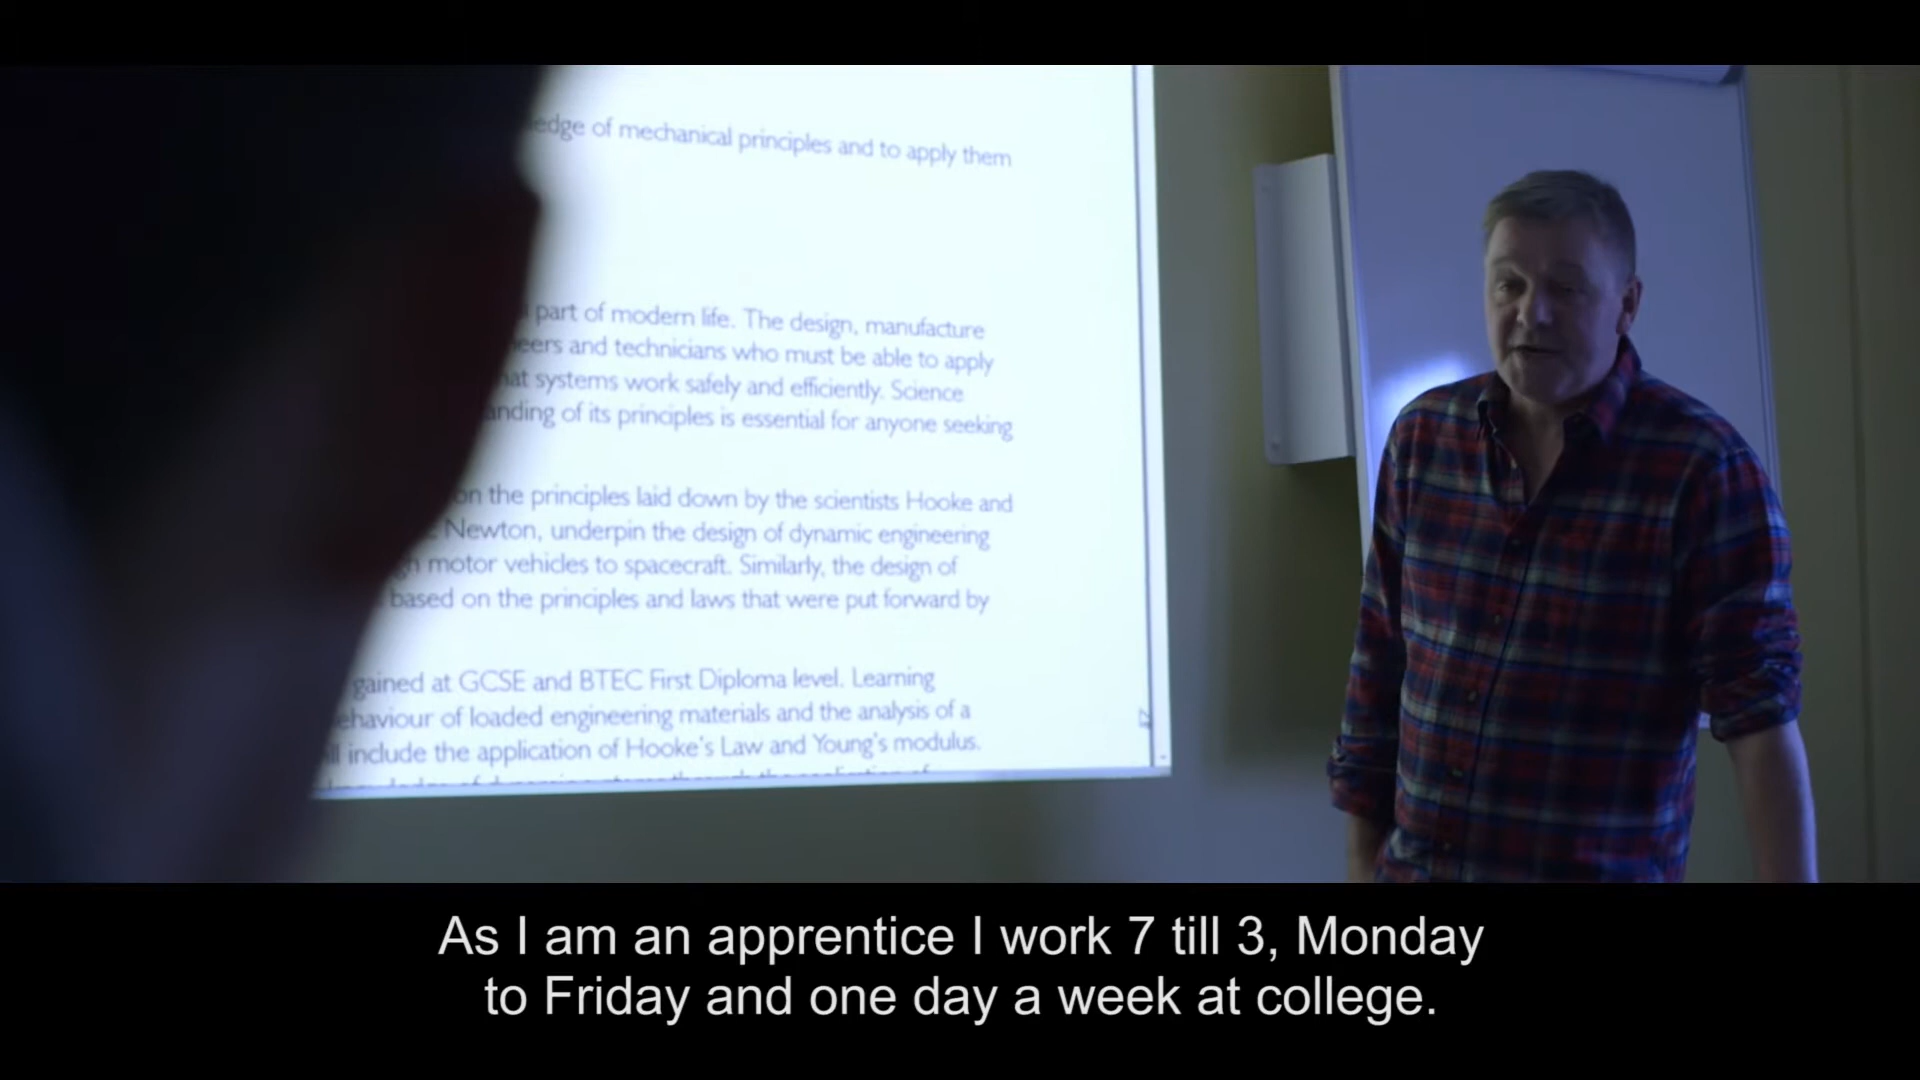 edge of mechanical principles and to apply them
part of modern life. The design, manufacture
eers and technicians who must be able to apply
at systems work safely and efficiently. Science
anding of its principles is essential for anyone seeking
on the principles laid down by the scientists Hooke and
Newton, underpin the design of dynamic engineering
motor vehicles to spacecraft. Similarly, the design of
based on the principles and laws that were put forward by
gained at GCSE and BTEC First Diploma level. Learning
ehaviour of loaded engineering materials and the analysis of a
ll include the application of Hooke's Law and Young's modulus.
As I am an apprentice I work 7 till 3, Monday
to Friday and one day a week at college.